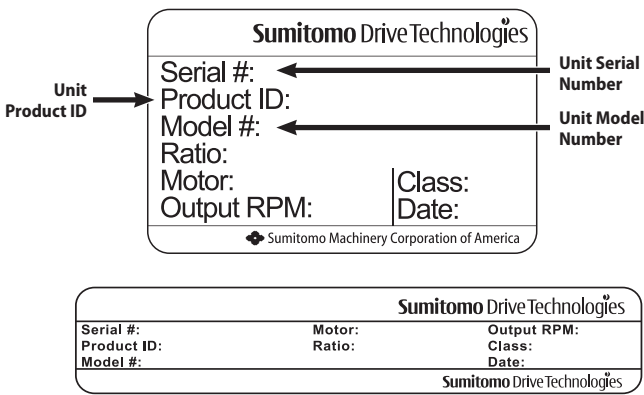 Sumitomo Drive Technologies
Serial #:
Unit Serial
Number
Unit
Product ID
Product ID:
Model #:
Unit Model
Number
Ratio:
Motor: Class:
Output RPM: Date:
Sumitomo Machinery Corporation of America
Sumitomo Drive Technologies
Serial #: Motor: Output RPM:
Product ID: Ratio: Class:
Model #: Date:
Sumitomo Drive Technologies